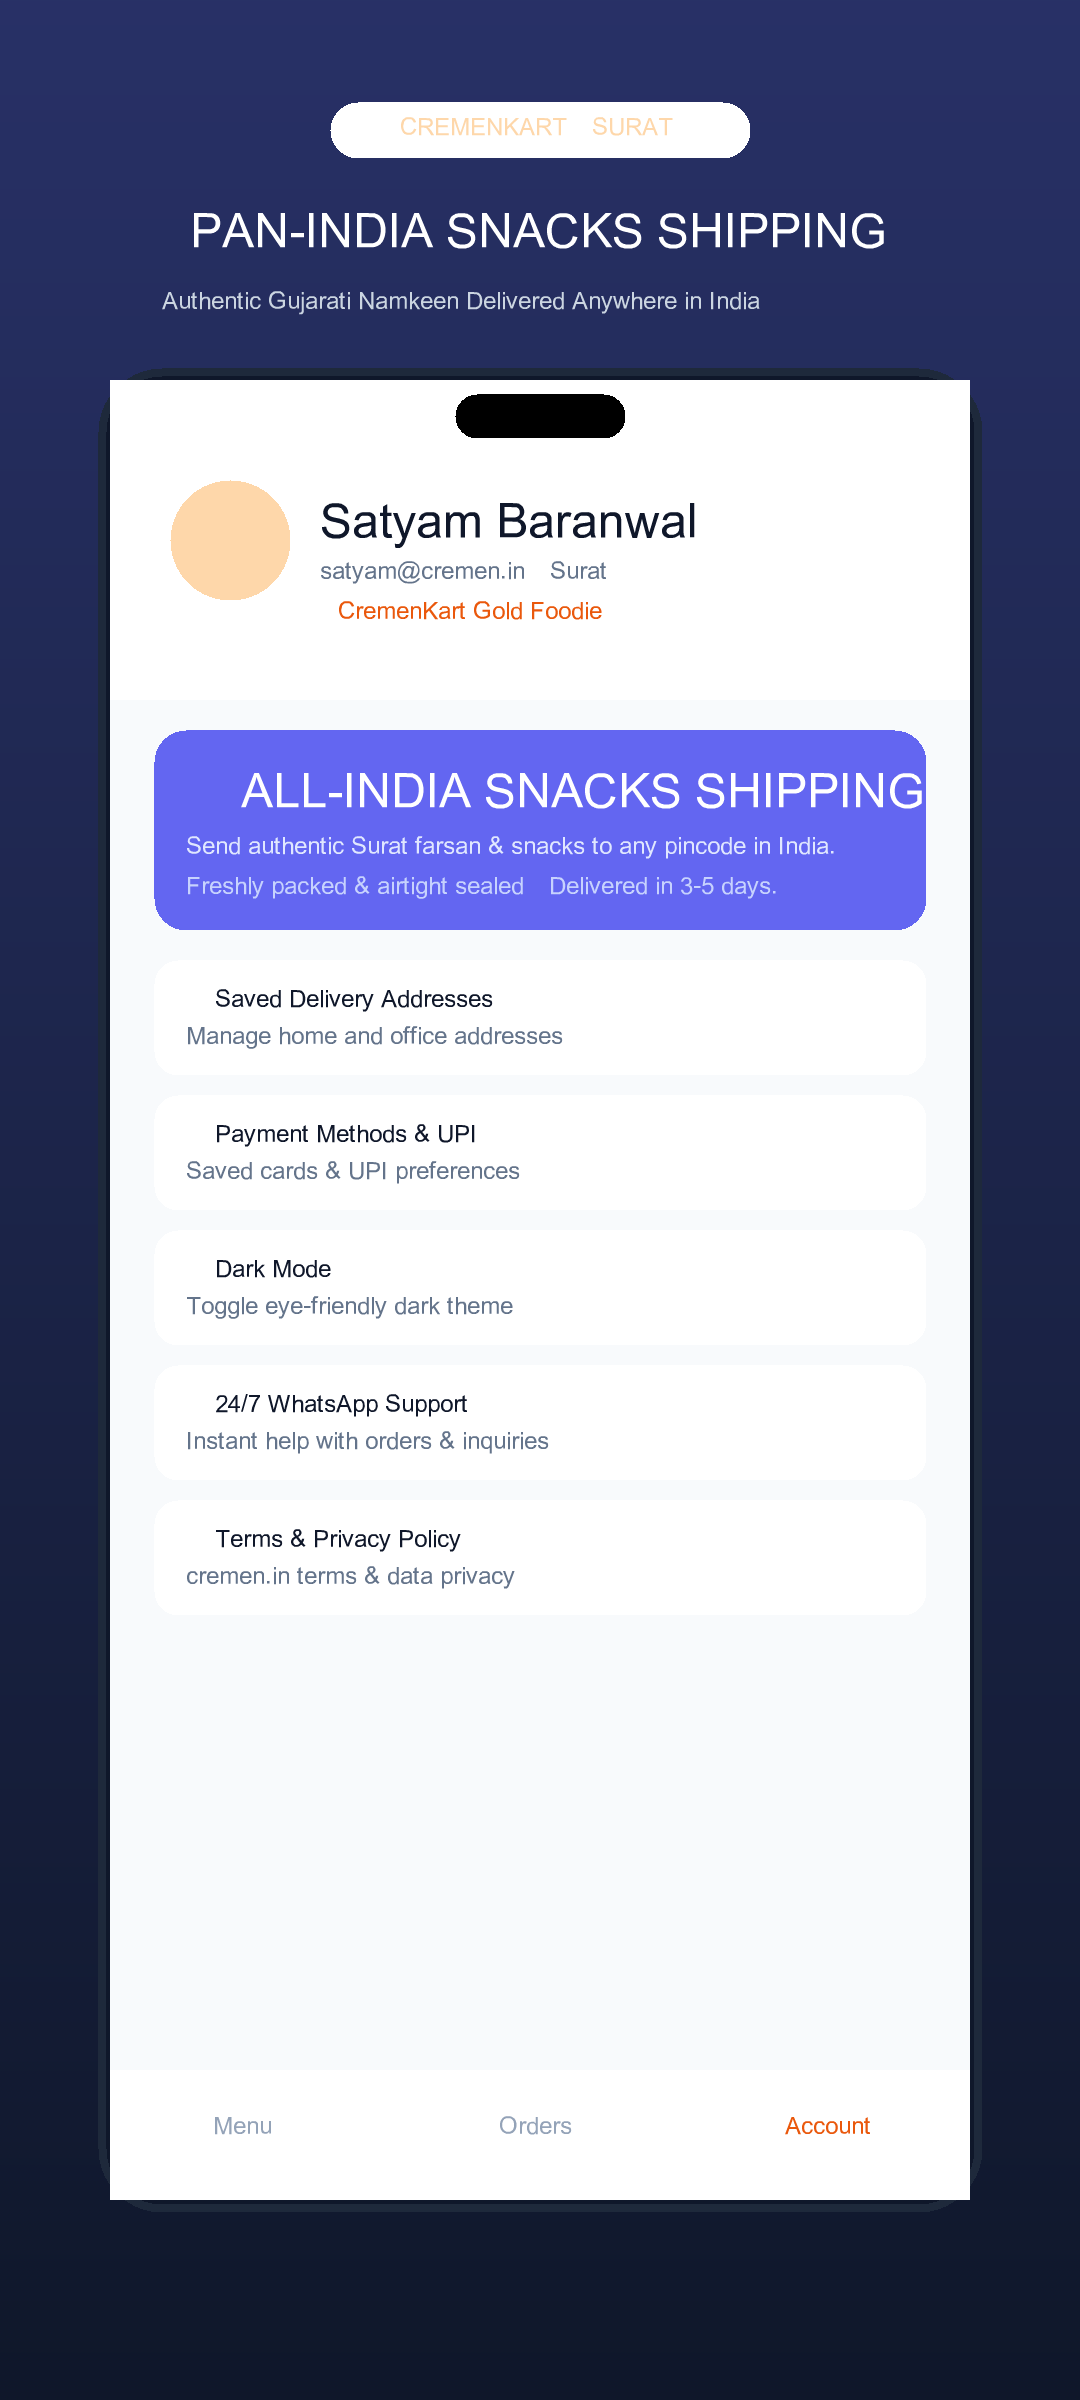 CREMENKART SURAT
PAN-INDIA SNACKS SHIPPING
Authentic Gujarati Namkeen Delivered Anywhere in India
Satyam Baranwal
satyam@cremen.in Surat
CremenKart Gold Foodie
ALL-INDIA SNACKS SHIPPING
Send authentic Surat farsan & snacks to any pincode in India.
Freshly packed & airtight sealed Delivered in 3-5 days.
Saved Delivery Addresses
Manage home and office addresses
Payment Methods & UPI
Saved cards & UPI preferences
Dark Mode
Toggle eye-friendly dark theme
24/7 WhatsApp Support
Instant help with orders & inquiries
Terms & Privacy Policy
cremen.in terms & data privacy
Menu Orders Account